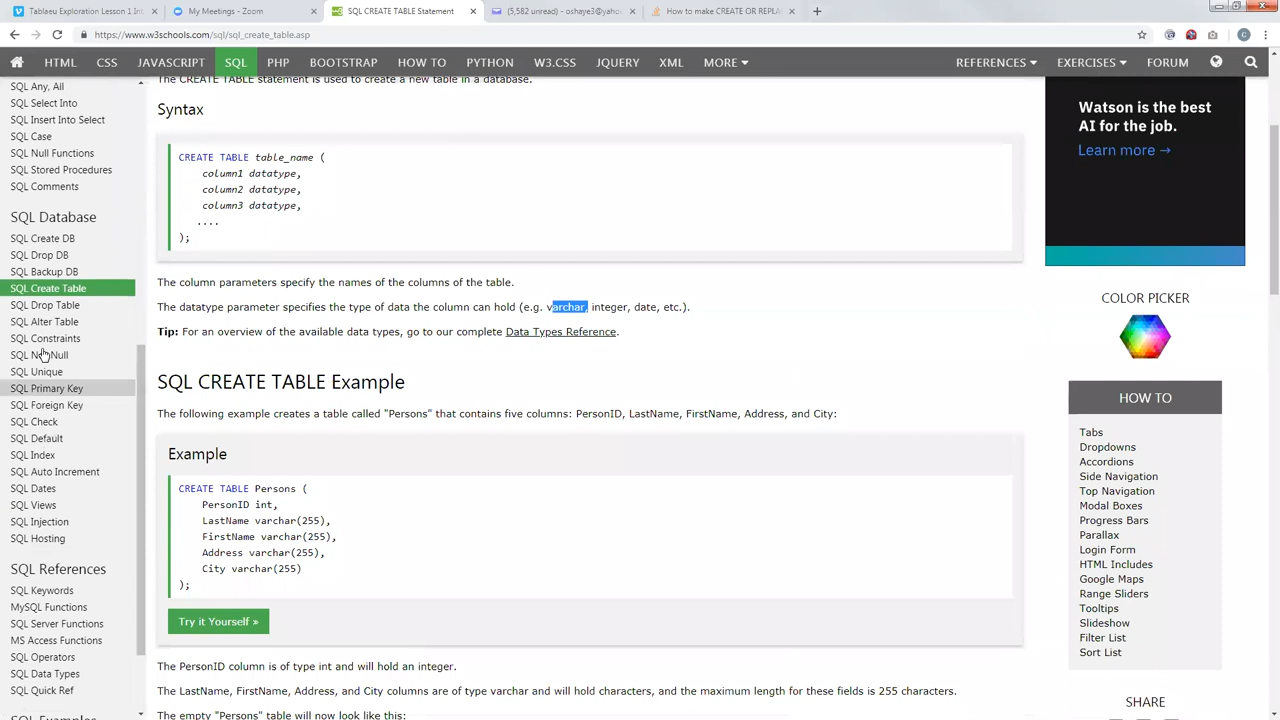 Tablaeu Exploration Lesson 1 In
My Meetings - Zoom
SQL CREATE TABLE Statement
(5,582 unread) - oshaye3@yaho
How to make CREATE OR REPLA
https://www.w3schools.com/sql/sql_create_table.asp
HTML CSS JAVASCRIPT SQL PHP BOOTSTRAP HOW TO PYTHON W3.CSS JQUERY XML MORE REFERENCES EXERCISES FORUM
SQL Any, All
SQL Select Into
SQL Insert Into Select
SQL Case
SQL Null Functions
SQL Stored Procedures
SQL Comments
SQL Database
SQL Create DB
SQL Drop DB
SQL Backup DB
SQL Create Table
SQL Drop Table
SQL Alter Table
SQL Constraints
SQL Null
SQL Unique
SQL Primary Key
SQL Foreign Key
SQL Check
SQL Default
SQL Index
SQL Auto Increment
SQL Dates
SQL Views
SQL Injection
SQL Hosting
SQL References
SQL Keywords
MySQL Functions
SQL Server Functions
MS Access Functions
SQL Operators
SQL Data Types
SQL Quick Ref
SQL Examples
The CREATE TABLE statement is used to create a new table in a database.
Syntax
CREATE TABLE table_name (
column1 datatype,
column2 datatype,
column3 datatype,
....
);
The column parameters specify the names of the columns of the table.
The datatype parameter specifies the type of data the column can hold (e.g. varchar, integer, date, etc.).
Tip: For an overview of the available data types, go to our complete Data Types Reference.
SQL CREATE TABLE Example
The following example creates a table called "Persons" that contains five columns: PersonID, LastName, FirstName, Address, and City:
Example
CREATE TABLE Persons (
PersonID int,
LastName varchar(255),
FirstName varchar(255),
Address varchar(255),
City varchar(255)
);
Try it Yourself »
The PersonID column is of type int and will hold an integer.
The LastName, FirstName, Address, and City columns are of type varchar and will hold characters, and the maximum length for these fields is 255 characters.
The empty "Persons" table will now look like this:
Watson is the best
AI for the job.
Learn more →
COLOR PICKER
HOW TO
Tabs
Dropdowns
Accordions
Side Navigation
Top Navigation
Modal Boxes
Progress Bars
Parallax
Login Form
HTML Includes
Google Maps
Range Sliders
Tooltips
Slideshow
Filter List
Sort List
SHARE